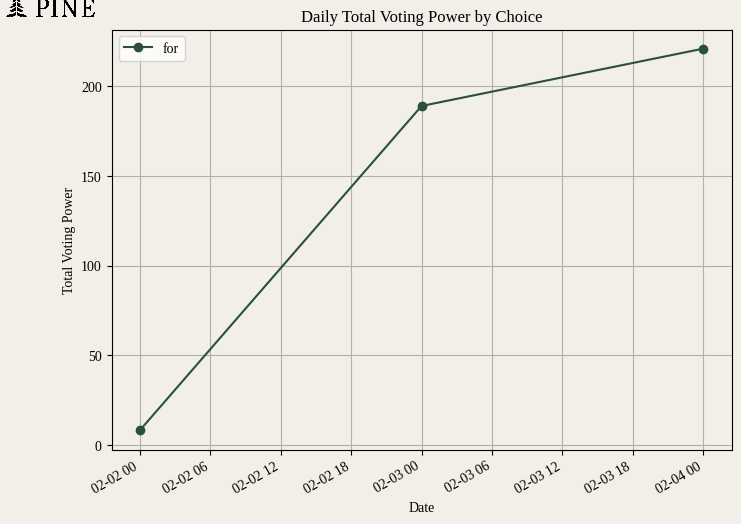 PINE
Daily Total Voting Power by Choice
for
Total Voting Power
200
150
100
50
0
02-02 00
02-02 06
02-02 12
02-02 18
02-03 00
02-03 06
02-03 12
02-03 18
02-04 00
Date